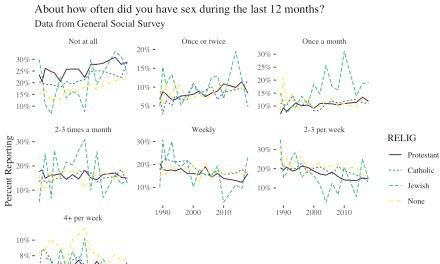 About how often did you have sex during the last 12 months?
Data from General Social Survey
Not at all
Once or twice
Once a month
30%
25%
20%
15%
10%
20%
15%
10%
5%
30%
25%
20%
15%
10%
2-3 times a month
Weekly
2-3 per week
30%
20%
10%
30%
20%
10%
30%
20%
10%
1990
2000
2010
1990
2000
2010
4+ per week
10%
8%
Percent Reporting
RELIG
Protestant
Catholic
Jewish
None